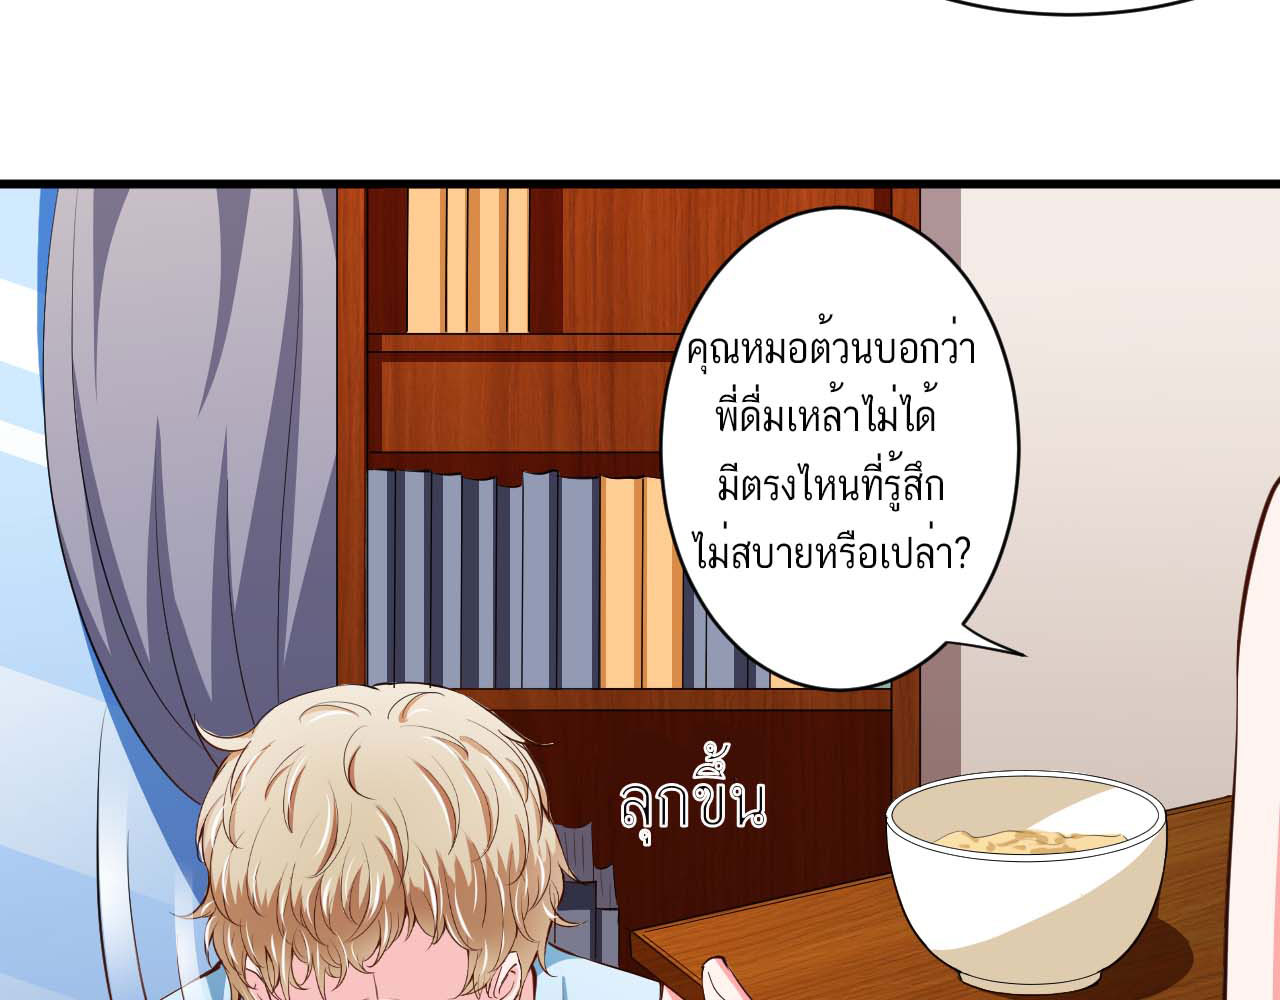 คุณหมอต้วนบอกว่า
พี่ดื่มเหล้าไม่ได้
มีตรงไหนที่รู้สึก
ไม่สบายหรือเปล่า?
ลุกขึ้น